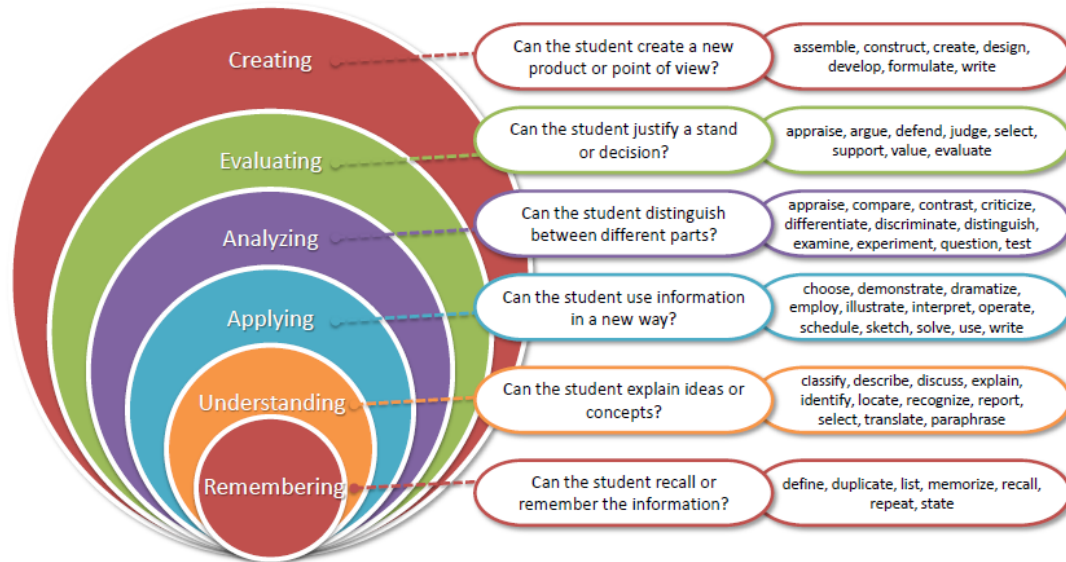 Creating
Can the student create a new
product or point of view?
assemble, construct, create, design,
develop, formulate, write
Evaluating
Can the student justify a stand
or decision?
appraise, argue, defend, judge, select,
support, value, evaluate
Analyzing
Can the student distinguish
between different parts?
appraise, compare, contrast, criticize,
differentiate, discriminate, distinguish,
examine, experiment, question, test
Applying
Can the student use information
in a new way?
choose, demonstrate, dramatize,
employ, illustrate, interpret, operate,
schedule, sketch, solve, use, write
Understanding
Can the student explain ideas or
concepts?
classify, describe, discuss, explain,
identify, locate, recognize, report,
select, translate, paraphrase
Remembering
Can the student recall or
remember the information?
define, duplicate, list, memorize, recall,
repeat, state